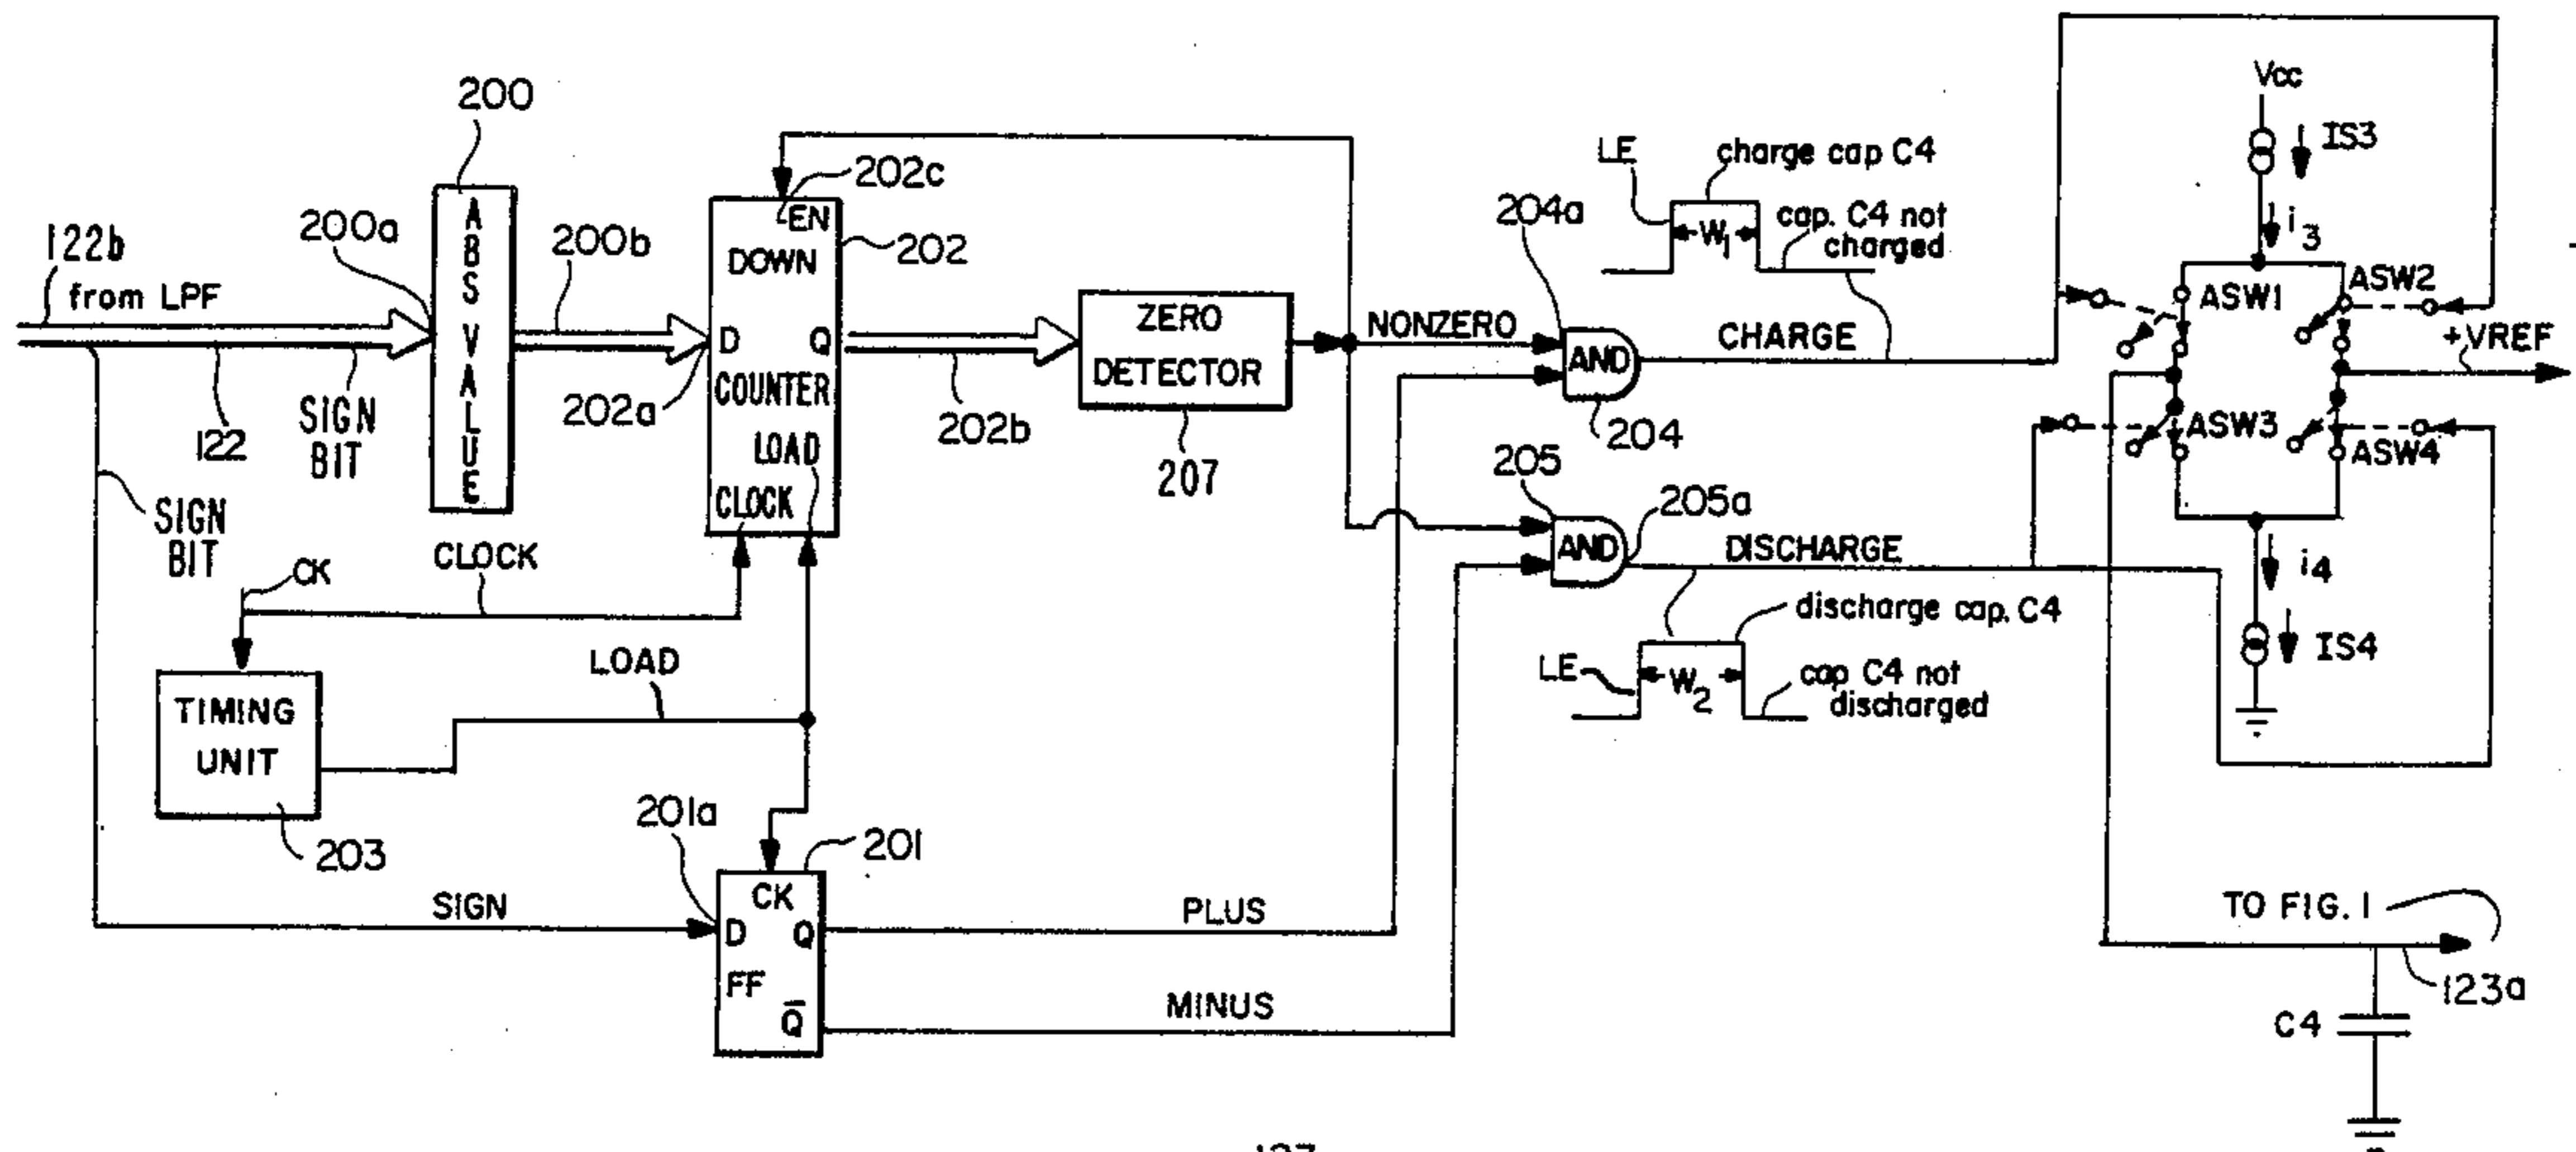 200
122b
from LPF
200a
ABS VALUE
200b
122
SIGN
BIT
SIGN
BIT
202c
EN
DOWN
D
Q
COUNTER
LOAD
CLOCK
202
202a
202b
CLOCK
CK
LOAD
TIMING
UNIT
203
ZERO
DETECTOR
207
NONZERO
204a
AND
204
LE
charge cap C4
W1
cap. C4 not
charged
CHARGE
205
205a
AND
DISCHARGE
discharge cap. C4
LE
W2
cap C4 not
discharged
201a
201
CK
D
Q
FF
Q̅
SIGN
PLUS
MINUS
Vcc
IS3
i3
ASW1
ASW2
+VREF
ASW3
ASW4
i4
IS4
TO FIG. 1
123a
C4